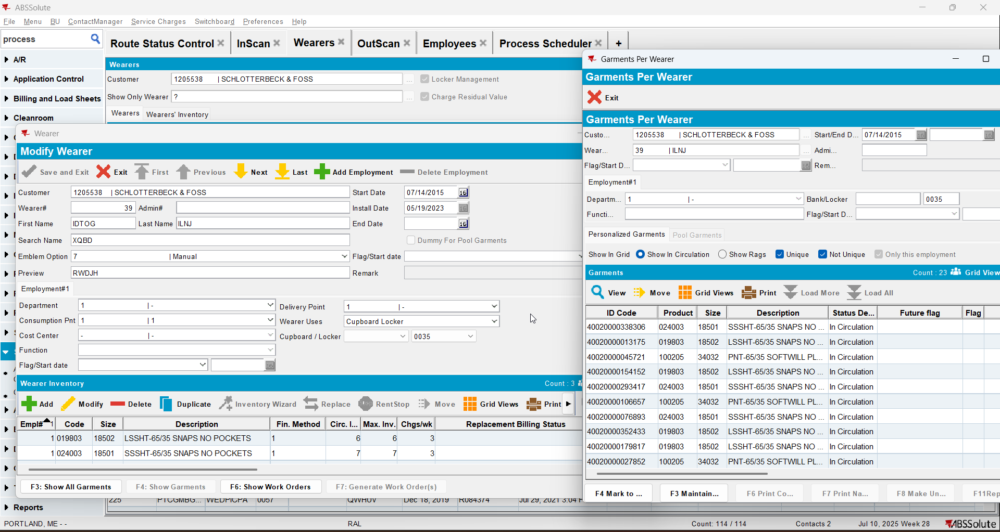 ABSSolute
File Menu BU ContactManager Service Charges Switchboard Preferences Help
process
Route Status Control InScan Wearers OutScan Employees Process Scheduler +
A/R
Application Control
Billing and Load Sheets
Cleanroom
Reports
Wearers
Customer 1205538 | SCHLOTTERBECK & FOSS ... Locker Management
Show Only Wearer ? ... Charge Residual Value
Wearers Wearers' Inventory
Wearer
Modify Wearer
Save and Exit Exit First Previous Next Last Add Employment Delete Employment
Customer 1205538 | SCHLOTTERBECK & FOSS Start Date 07/14/2015 16
Wearer# 39 Admin# Install Date 05/19/2023 16
First Name IDTOG Last Name ILNJ End Date 16
Search Name XQBD Dummy For Pool Garments
Emblem Option 7 | Manual Flag/Start date
Preview RWDJH Remark
Employment#1
Department 1 | - Delivery Point 1 | -
Consumption Pnt 1 | 1 Wearer Uses Cupboard Locker
Cost Center - | - Cupboard / Locker 0035
Function
Flag/Start date 16
Wearer Inventory Count : 3
Add Modify Delete Duplicate Inventory Wizard Replace RentStop Move Grid Views Print
Empl# 1 Code Size Description Fin. Method Circ. I... Max. Inv. Chgs/wk Replacement Billing Status
1 019803 18502 LSSHT-65/35 SNAPS NO POCKETS 1 6 6 3
1 024003 18501 SSSHT-65/35 SNAPS NO POCKETS 1 7 7 3
F3: Show All Garments F4: Show Garments F6: Show Work Orders F7: Generate Work Order(s)
225 PTCGMBG... WEDPICPA 0057 QWHUV Dec 18, 2019 R084374 Jul 29, 2021 3:04
Garments Per Wearer
Garments Per Wearer
Exit
Garments Per Wearer
Custo... 1205538 | SCHLOTTERBECK & FOSS ... Start/End D... 07/14/2015 16 16
Wear... 39 | ILNJ ... Admi...
Flag/Start D... 16 Rem...
Employment#1
Departm... 1 | - Bank/Locker 0035
Functi... Flag/Start D...
Personalized Garments Pool Garments
Show In Grid Show In Circulation Show Rags Unique Not Unique Only this employment
Garments Count : 23 Grid View
View Move Grid Views Print Load More Load All
ID Code Product Size Description Status De... Future flag Flag
40020000338306 024003 18501 SSSHT-65/35 SNAPS NO ... In Circulation
40020000013175 019803 18502 LSSHT-65/35 SNAPS NO ... In Circulation
40020000045721 100205 34032 PNT-65/35 SOFTWILL PL... In Circulation
40020000154152 019803 18502 LSSHT-65/35 SNAPS NO ... In Circulation
40020000293417 024003 18501 SSSHT-65/35 SNAPS NO ... In Circulation
40020000106657 100205 34032 PNT-65/35 SOFTWILL PL... In Circulation
40020000076893 024003 18501 SSSHT-65/35 SNAPS NO ... In Circulation
40020000352433 019803 18502 LSSHT-65/35 SNAPS NO ... In Circulation
40020000179817 019803 18502 LSSHT-65/35 SNAPS NO ... In Circulation
40020000027852 100205 34032 PNT-65/35 SOFTWILL PL... In Circulation
F4 Mark to ... F3 Maintain... F6 Print Co... F7 Print Na... F8 Make Un... F11Rep
PORTLAND, ME - - RAL Count: 114 / 114 Contacts 2 Jul 10, 2025 Week 28 ABSSolute